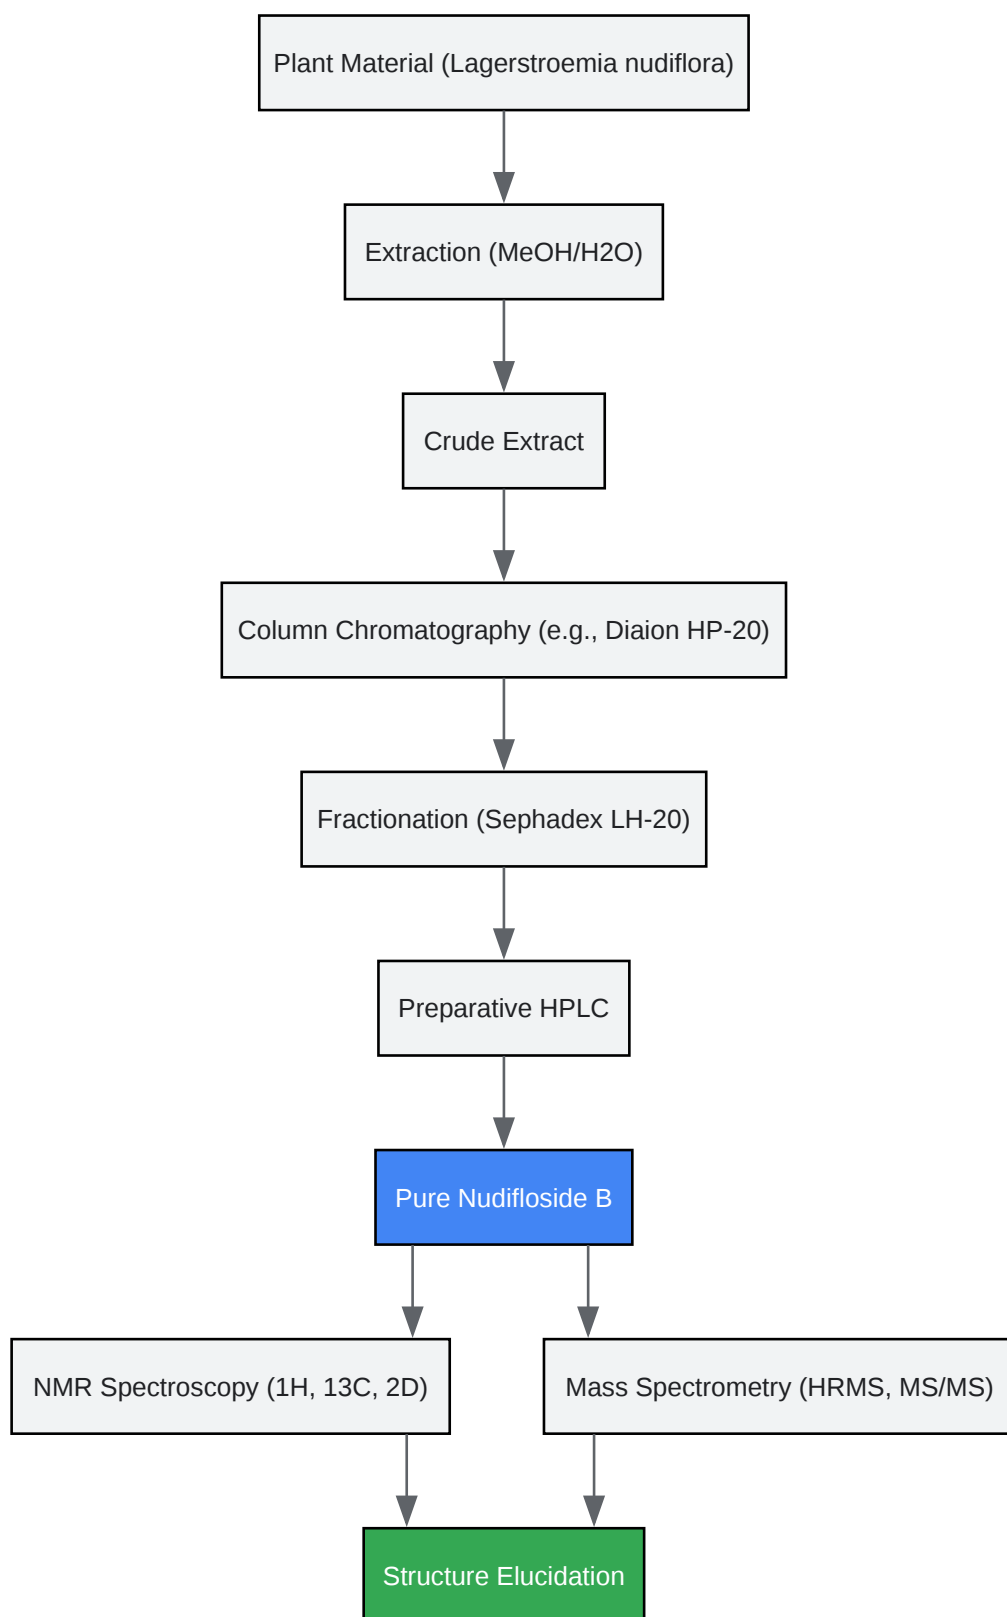 Plant Material (Lagerstroemia nudiflora)
Extraction (MeOH/H2O)
Crude Extract
Column Chromatography (e.g., Diaion HP-20)
Fractionation (Sephadex LH-20)
Preparative HPLC
Pure Nudifloside B
NMR Spectroscopy (1H, 13C, 2D)
Mass Spectrometry (HRMS, MS/MS)
Structure Elucidation